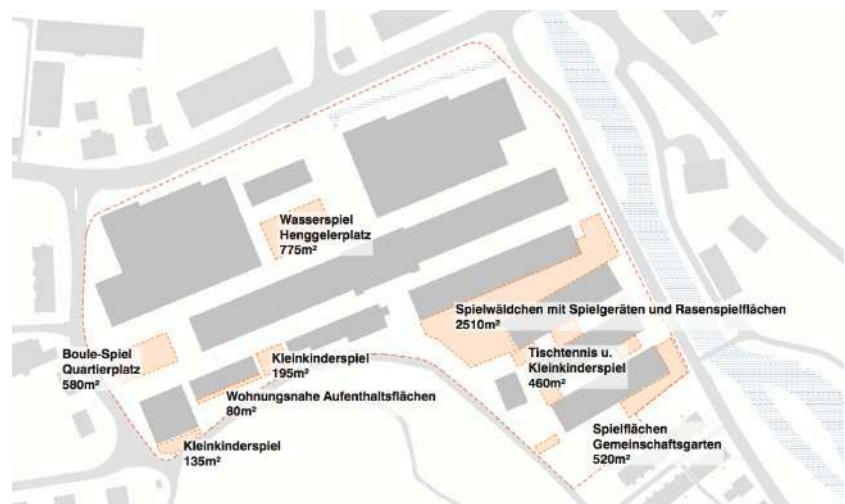 Wasserspiel
Henggelerplatz
775m²
Spielwäldchen mit Spielgeräten und Rasenspielflächen
2510m²
Boule-Spiel
Quartierplatz
580m²
Kleinkinderspiel
195m²
Tischtennis u.
Kleinkinderspiel
460m²
Wohnungsnahe Aufenthaltsflächen
80m²
Kleinkinderspiel
135m²
Spielflächen
Gemeinschaftsgarten
520m²